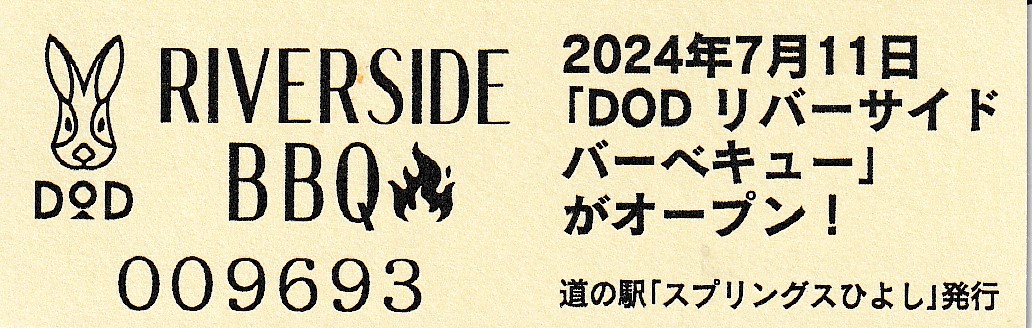 RIVERSIDE
BBQ
DOD
009693
2024年7月11日
「DOD リバーサイド
バーベキュー」
がオープン！
道の駅「スプリングスひよし」発行